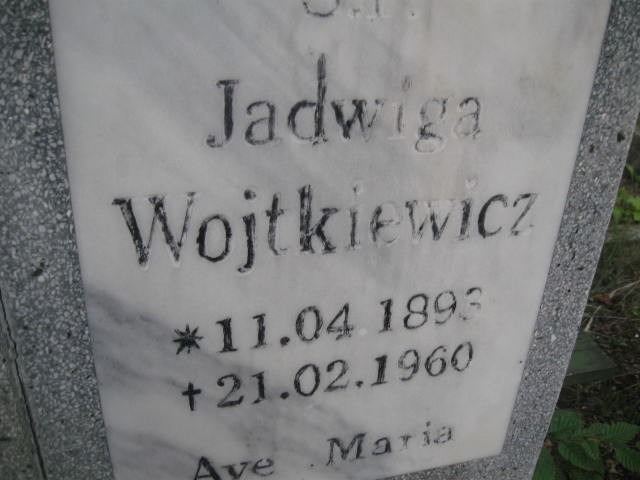 Ś.P.
Jadwiga
Wojtkiewicz
* 11.04.1893
† 21.02.1960
Ave Maria